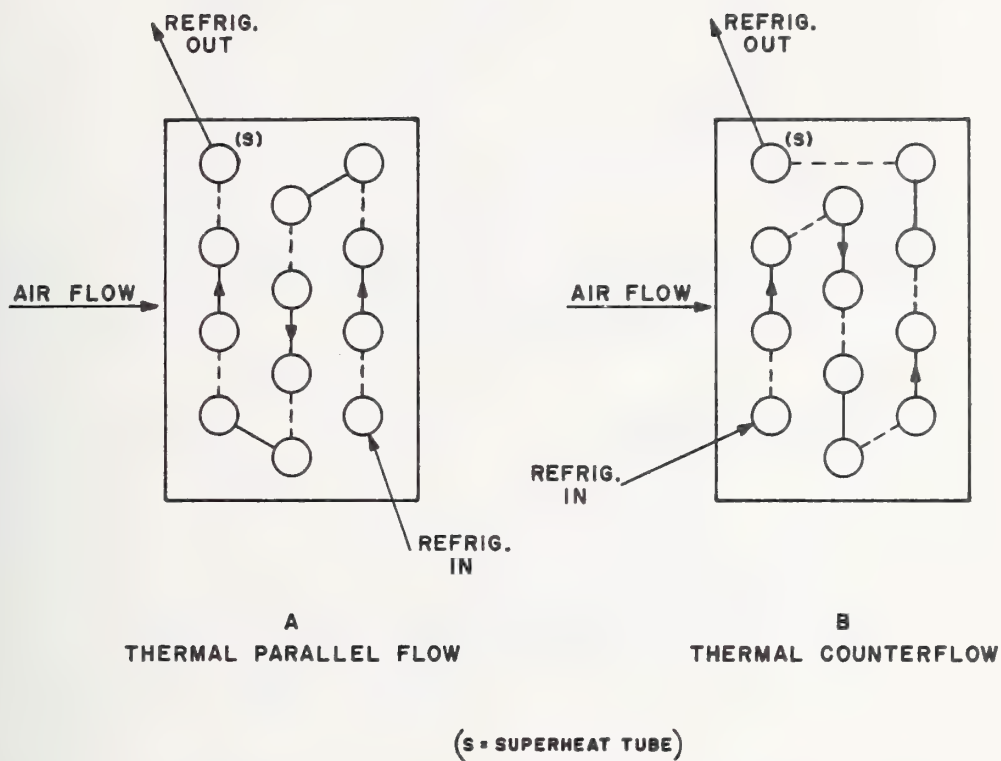 REFRIG.
OUT
(S)
AIR FLOW
REFRIG.
IN
A
THERMAL PARALLEL FLOW
REFRIG.
OUT
(S)
AIR FLOW
REFRIG.
IN
B
THERMAL COUNTERFLOW
(S = SUPERHEAT TUBE)